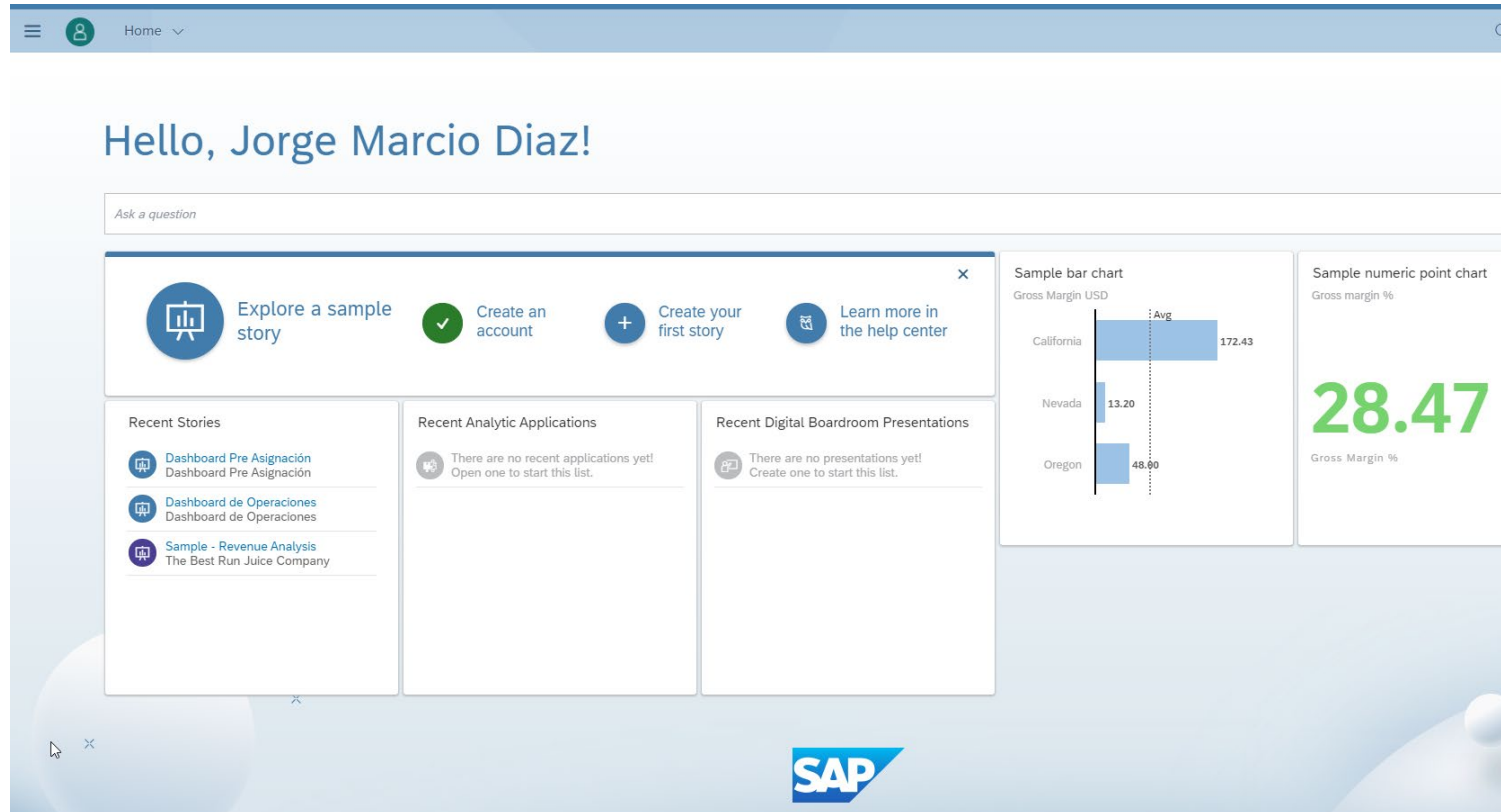 Home
Hello, Jorge Marcio Diaz!
Ask a question
Explore a sample
story
Create an
account
Create your
first story
Learn more in
the help center
Recent Stories
Dashboard Pre Asignación
Dashboard Pre Asignación
Dashboard de Operaciones
Dashboard de Operaciones
Sample - Revenue Analysis
The Best Run Juice Company
Recent Analytic Applications
There are no recent applications yet!
Open one to start this list.
Recent Digital Boardroom Presentations
There are no presentations yet!
Create one to start this list.
Sample bar chart
Gross Margin USD
Avg
California
172.43
Nevada
13.20
Oregon
48.00
Sample numeric point chart
Gross margin %
28.47
Gross Margin %
SAP